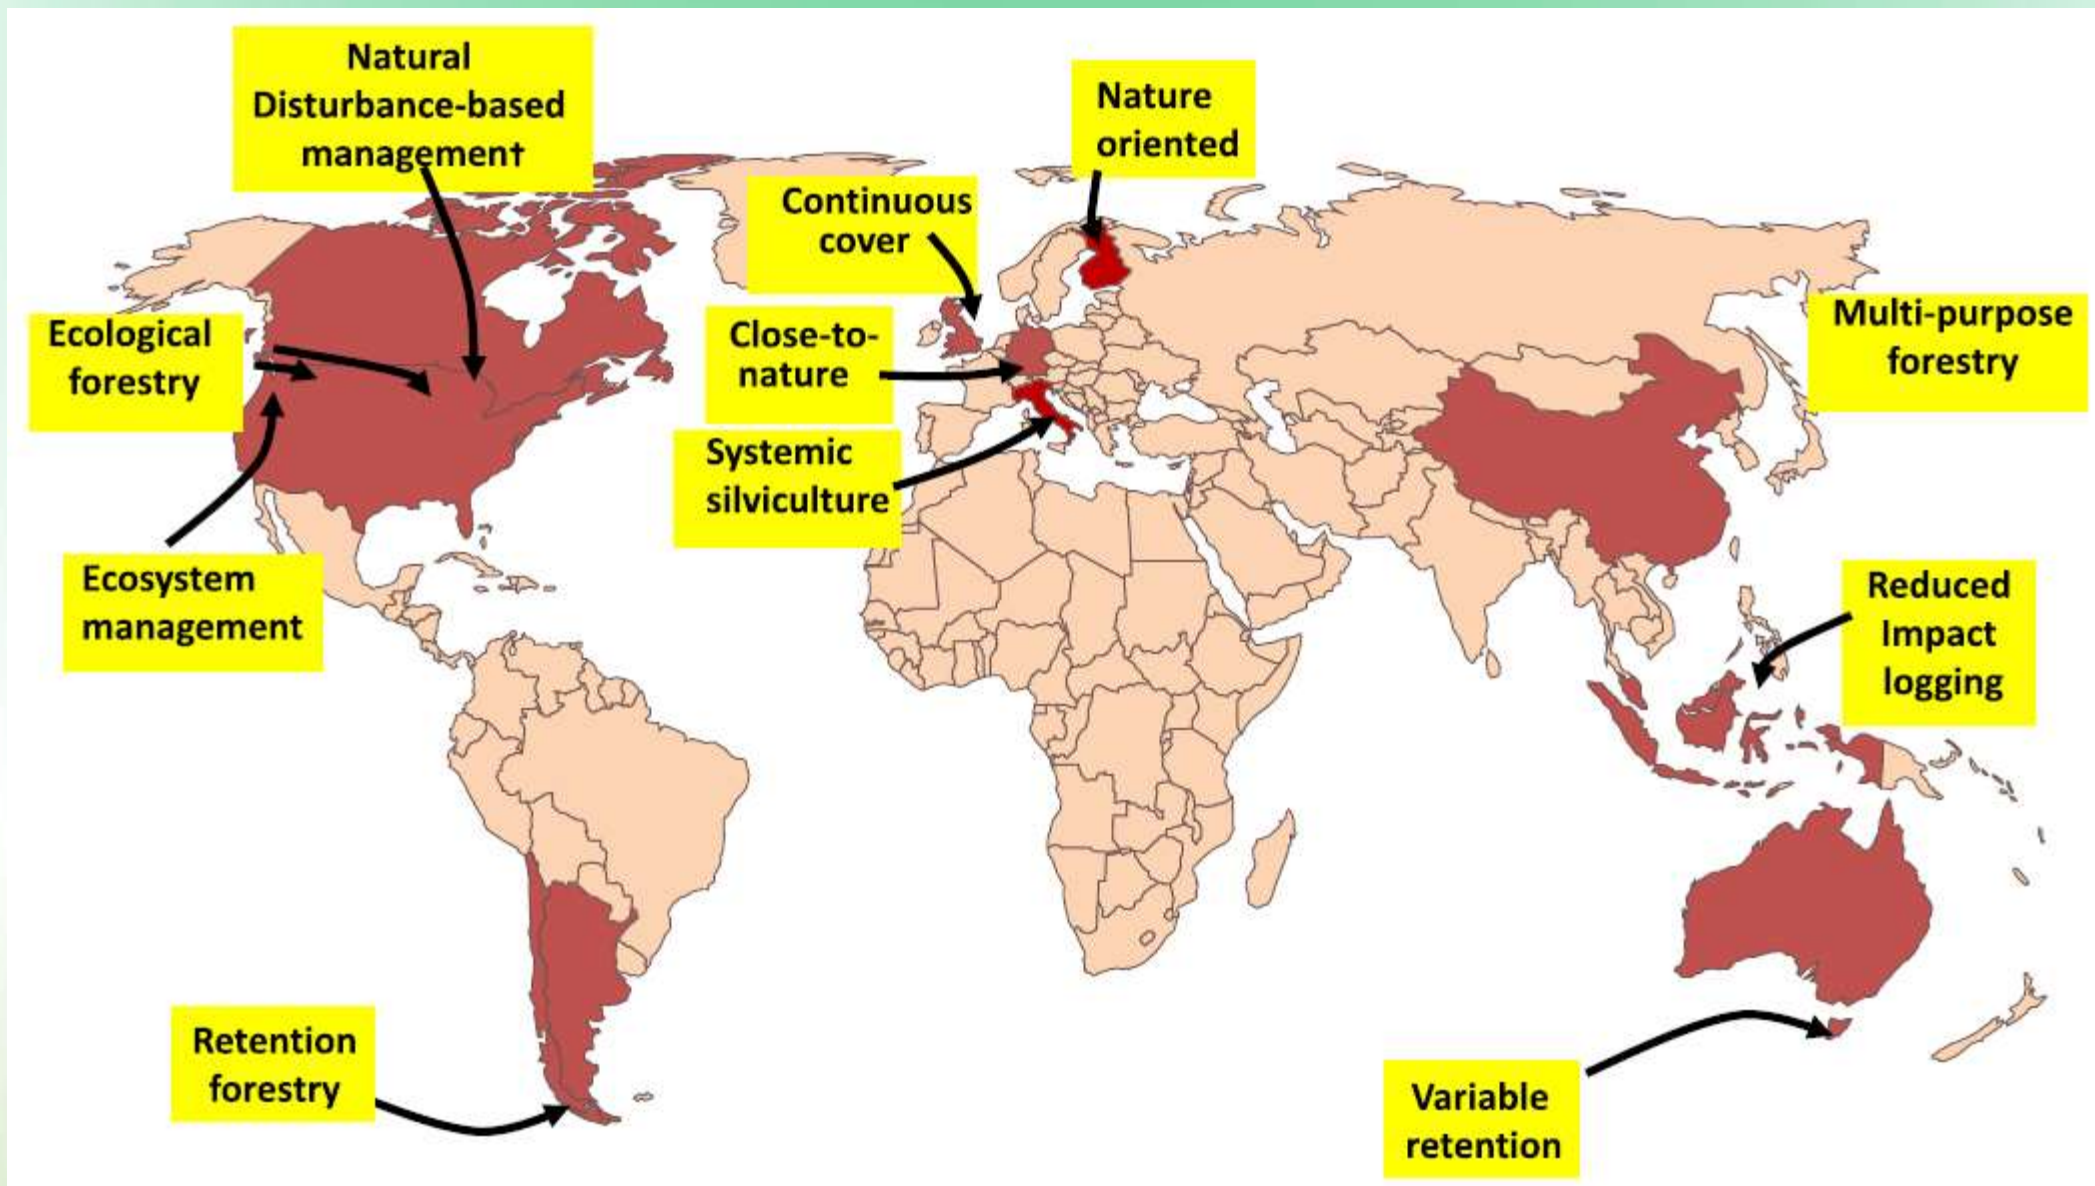 Natural
Disturbance-based
management†
Nature
oriented
Continuous
cover
Ecological
forestry
Close-to-
nature
Multi-purpose
forestry
Systemic
silviculture
Ecosystem
management
Reduced
Impact
logging
Retention
forestry
Variable
retention